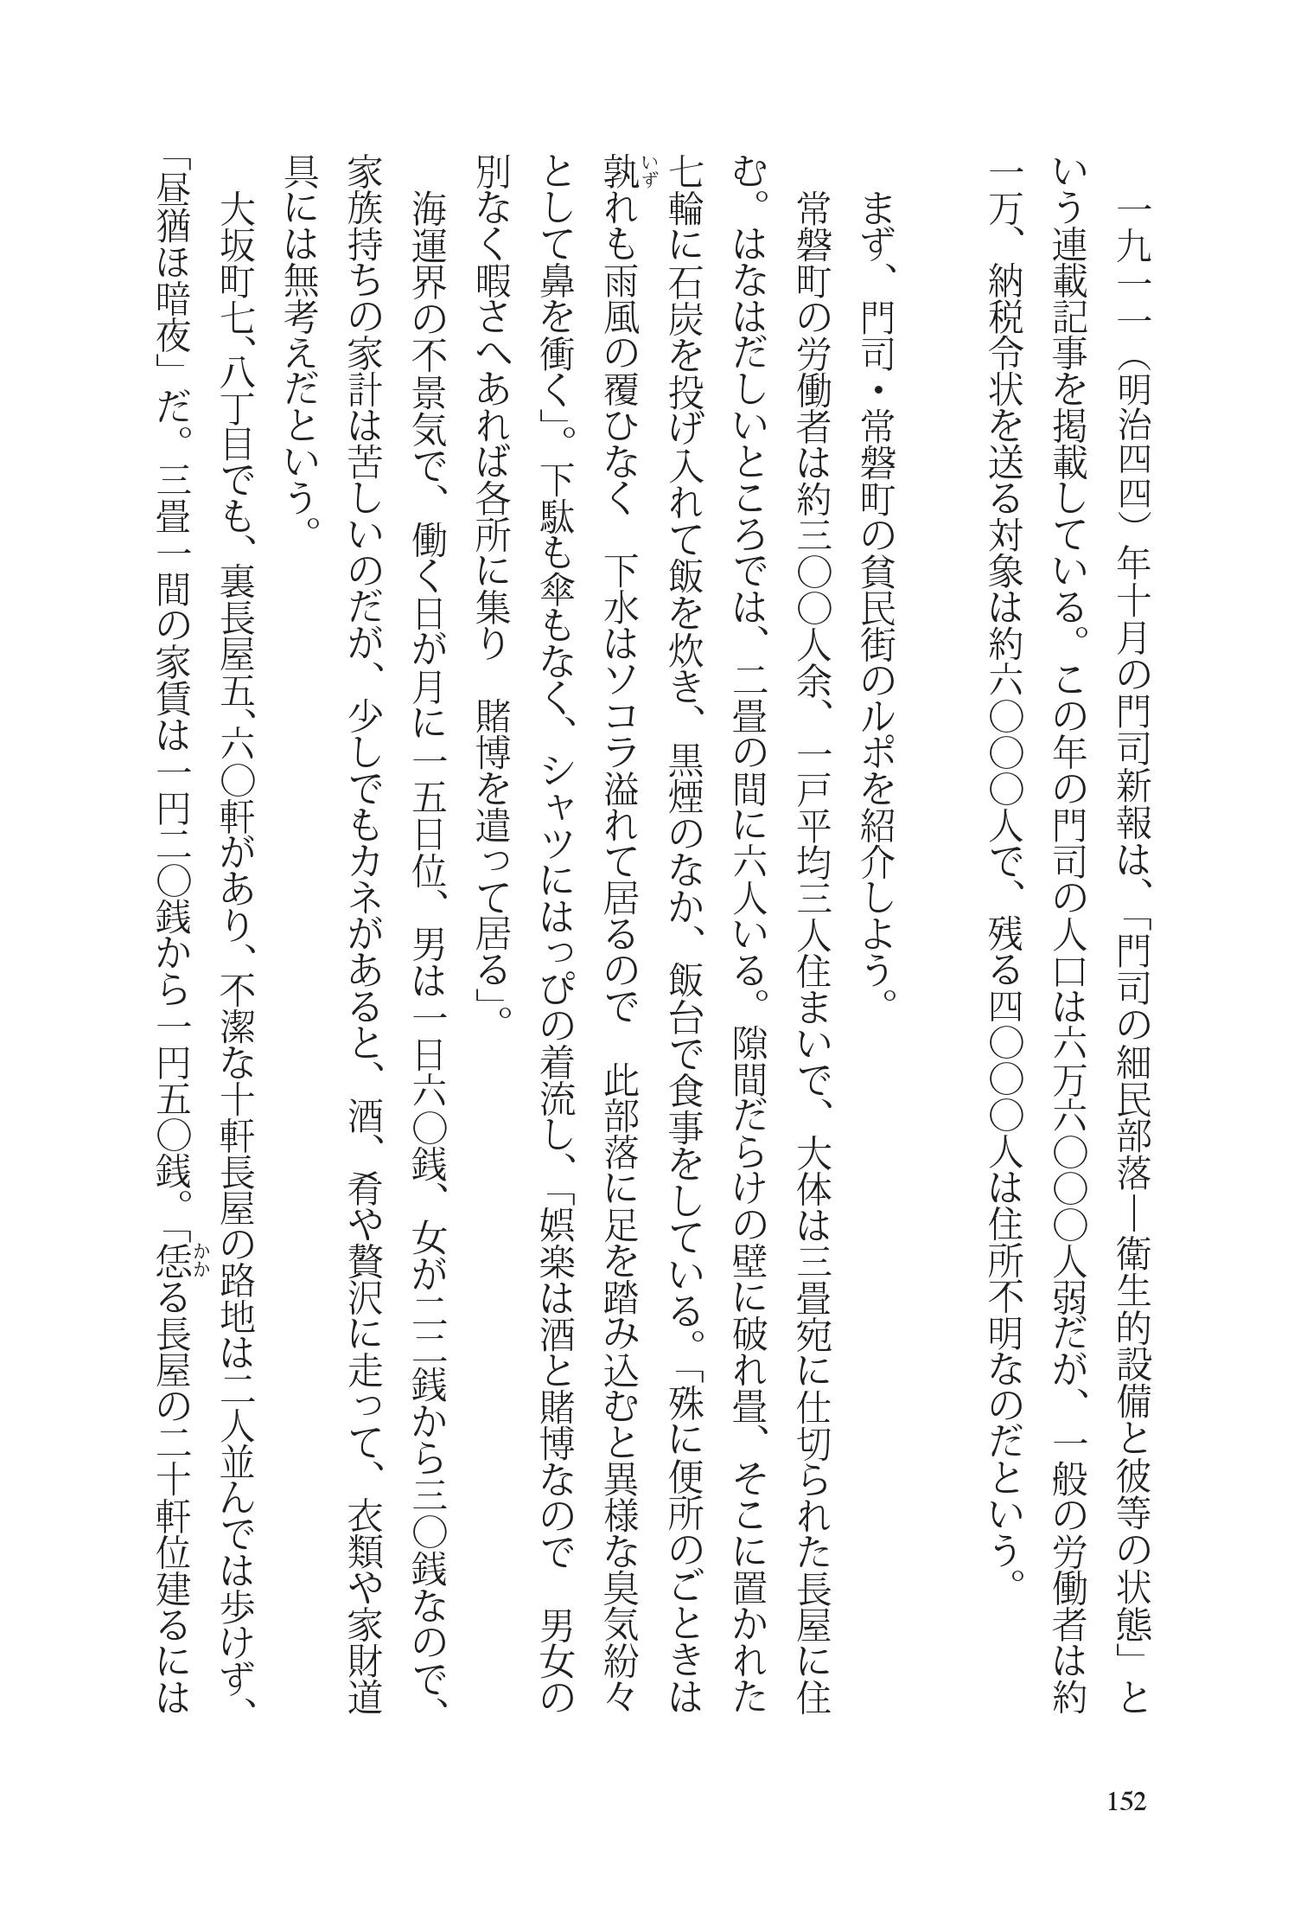 一九一一（明治四四）年十月の門司新報は、「門司の細民部落―衛生的設備と彼等の状態」と
いう連載記事を掲載している。この年の門司の人口は六万六〇〇〇人弱だが、一般の労働者は約
一万、納税令状を送る対象は約六〇〇〇人で、残る四〇〇〇人は住所不明なのだという。
まず、門司・常磐町の貧民街のルポを紹介しよう。
常磐町の労働者は約三〇〇人余、一戸平均三人住まいで、大体は三畳宛に仕切られた長屋に住
む。はなはだしいところでは、二畳の間に六人いる。隙間だらけの壁に破れ畳、そこに置かれた
七輪に石炭を投げ入れて飯を炊き、黒煙のなか、飯台で食事をしている。「殊に便所のごときは
孰れも雨風の覆ひなく　下水はソコラ溢れて居るので　此部落に足を踏み込むと異様な臭気紛々
いず
として鼻を衝く」。下駄も傘もなく、シャツにはっぴの着流し、「娯楽は酒と賭博なので　男女の
別なく暇さへあれば各所に集り　賭博を遣って居る」。
海運界の不景気で、働く日が月に一五日位、男は一日六〇銭、女が二二銭から三〇銭なので、
家族持ちの家計は苦しいのだが、少しでもカネがあると、酒、肴や贅沢に走って、衣類や家財道
具には無考えだという。
大坂町七、八丁目でも、裏長屋五、六〇軒があり、不潔な十軒長屋の路地は二人並んでは歩けず、
「昼猶ほ暗夜」だ。三畳一間の家賃は一円二〇銭から一円五〇銭。「恁る長屋の二十軒位建るには
かか
152